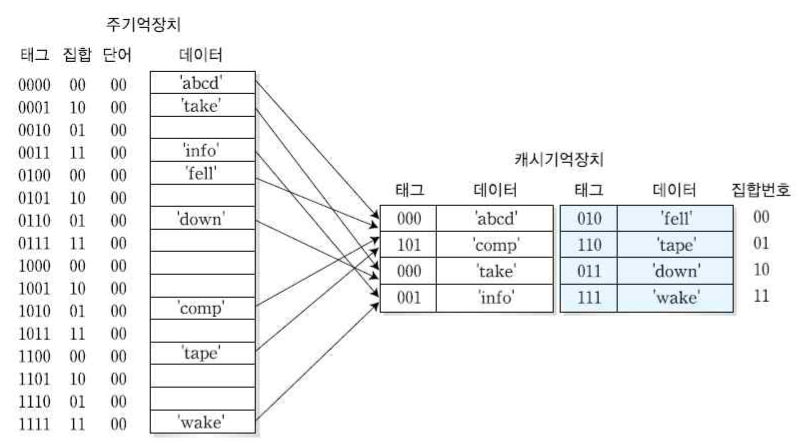 주기억장치
태그 집합 단어 데이터
0000 00 00 'abcd'
0001 10 00 'take'
0010 01 00
0011 11 00 'info'
0100 00 00 'fell'
0101 10 00
0110 01 00 'down'
0111 11 00
1000 00 00
1001 10 00
1010 01 00 'comp'
1011 11 00
1100 00 00 'tape'
1101 10 00
1110 01 00
1111 11 00 'wake'
캐시기억장치
태그 데이터 태그 데이터 집합번호
000 'abcd' 010 'fell' 00
101 'comp' 110 'tape' 01
000 'take' 011 'down' 10
001 'info' 111 'wake' 11